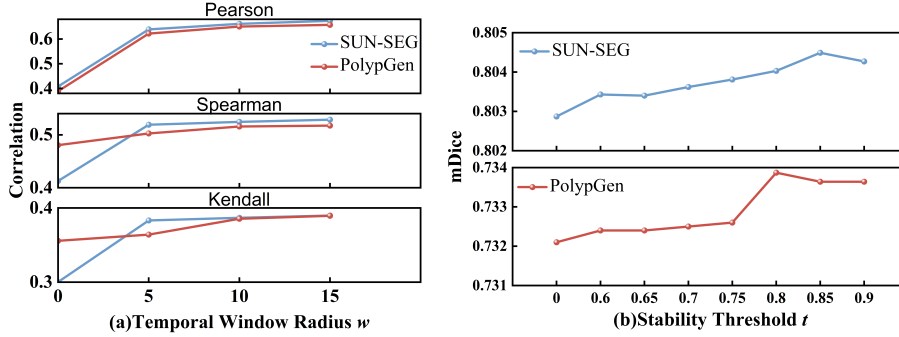 Pearson
0.6
0.5
0.4
SUN-SEG
PolypGen
Spearman
0.5
0.4
Correlation
Kendall
0.4
0.3
0 5 10 15
(a)Temporal Window Radius w
0.805
0.804
0.803
0.802
SUN-SEG
mDice
0.734
0.733
0.732
0.731
PolypGen
0 0.6 0.65 0.7 0.75 0.8 0.85 0.9
(b)Stability Threshold t